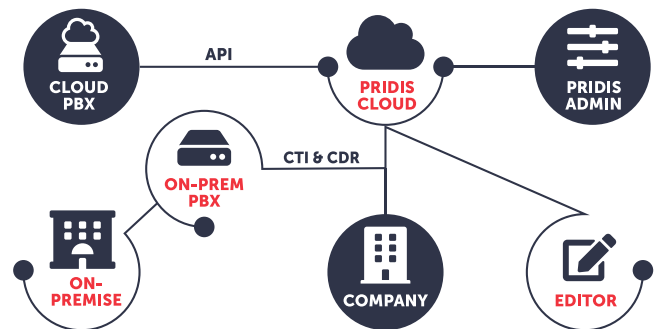 API
CLOUD
PBX
PRIDIS
CLOUD
PRIDIS
ADMIN
CTI & CDR
ON-PREM
PBX
ON-
PREMISE
COMPANY
EDITOR